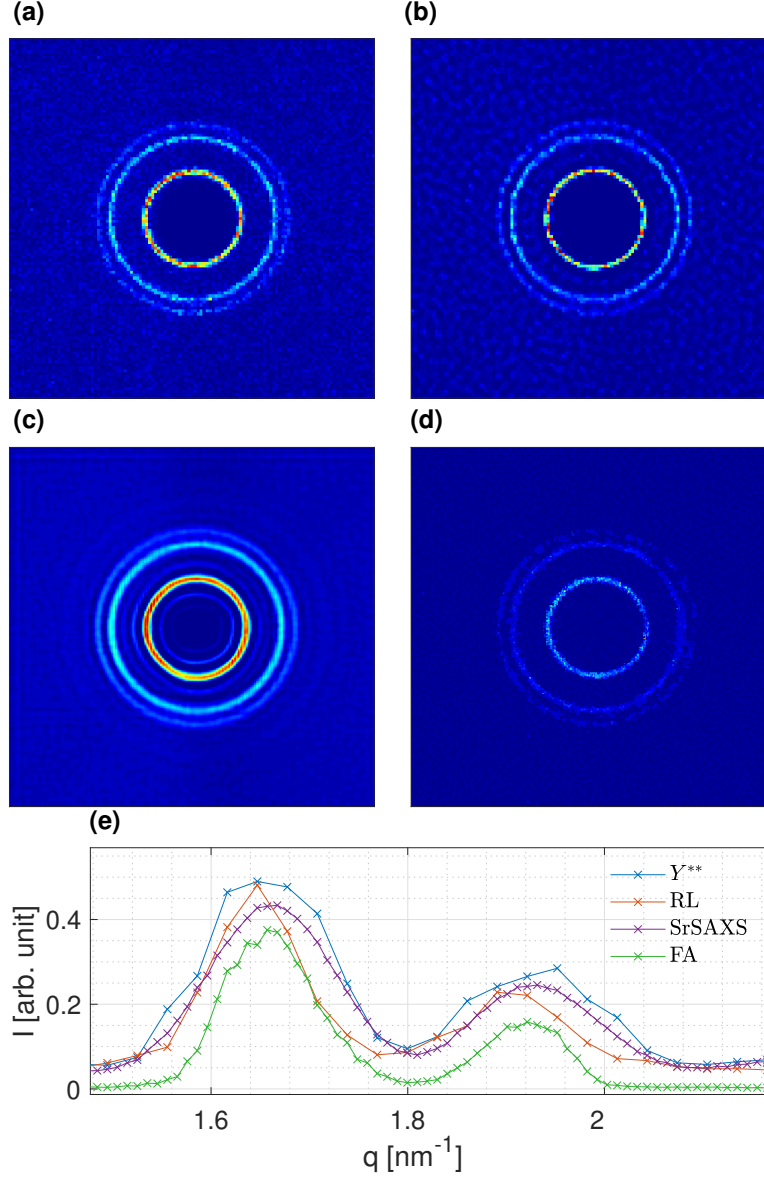 (a)
(b)
(c)
(d)
(e)
I [arb. unit]
0.4
0.2
0
Y**
RL
SrSAXS
FA
1.6
1.8
2
q [nm-1]